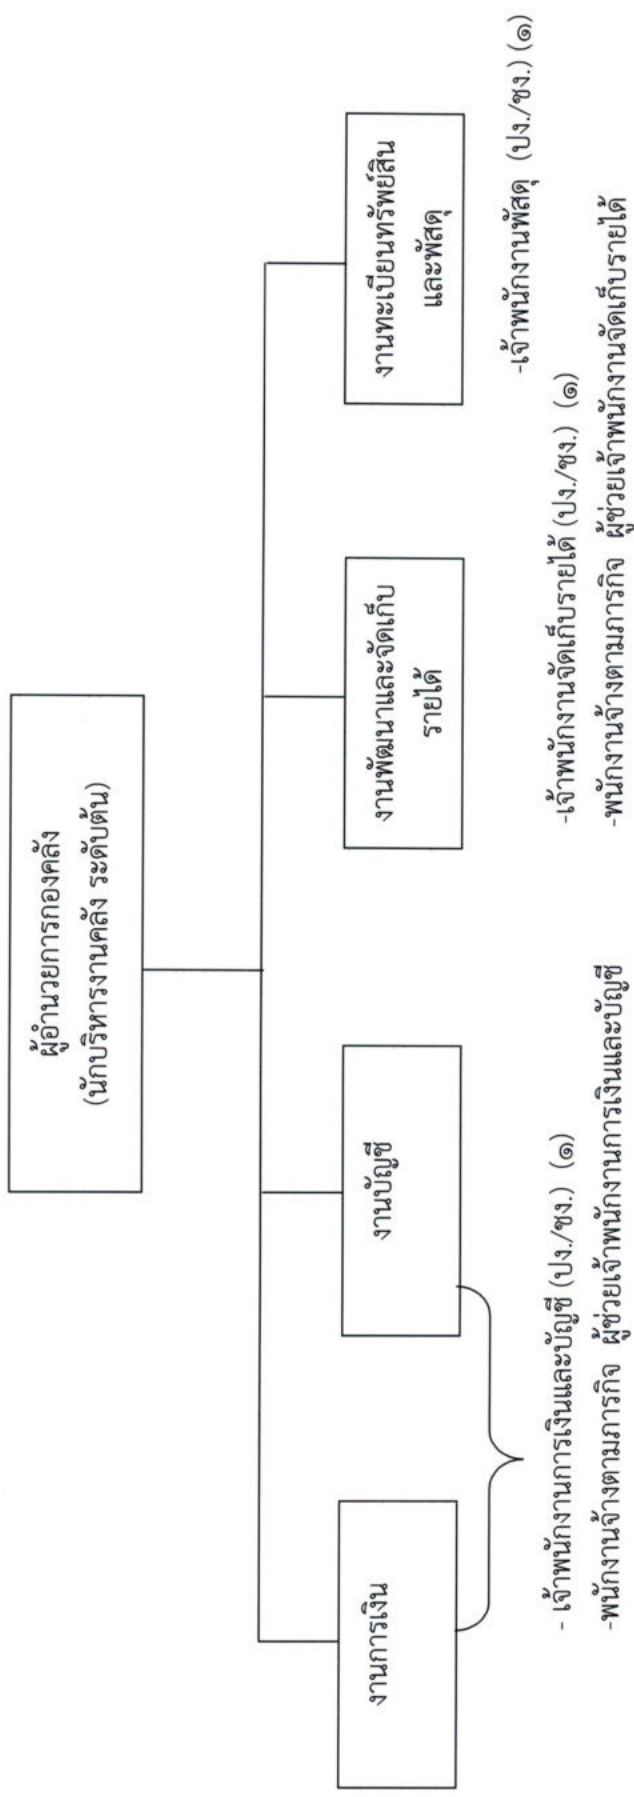 ผู้อำนวยการกองคลัง
(นักบริหารงานคลัง ระดับต้น)
งานการเงิน
งานบัญชี
งานพัฒนาและจัดเก็บ
รายได้
งานทะเบียนทรัพย์สิน
และพัสดุ
- เจ้าพนักงานการเงินและบัญชี (ปง./ชง.) (๑)
-พนักงานจ้างตามภารกิจ ผู้ช่วยเจ้าพนักงานการเงินและบัญชี
-เจ้าพนักงานจัดเก็บรายได้ (ปง./ชง.) (๑)
-พนักงานจ้างตามภารกิจ ผู้ช่วยเจ้าพนักงานจัดเก็บรายได้
-เจ้าพนักงานพัสดุ (ปง./ชง.) (๑)